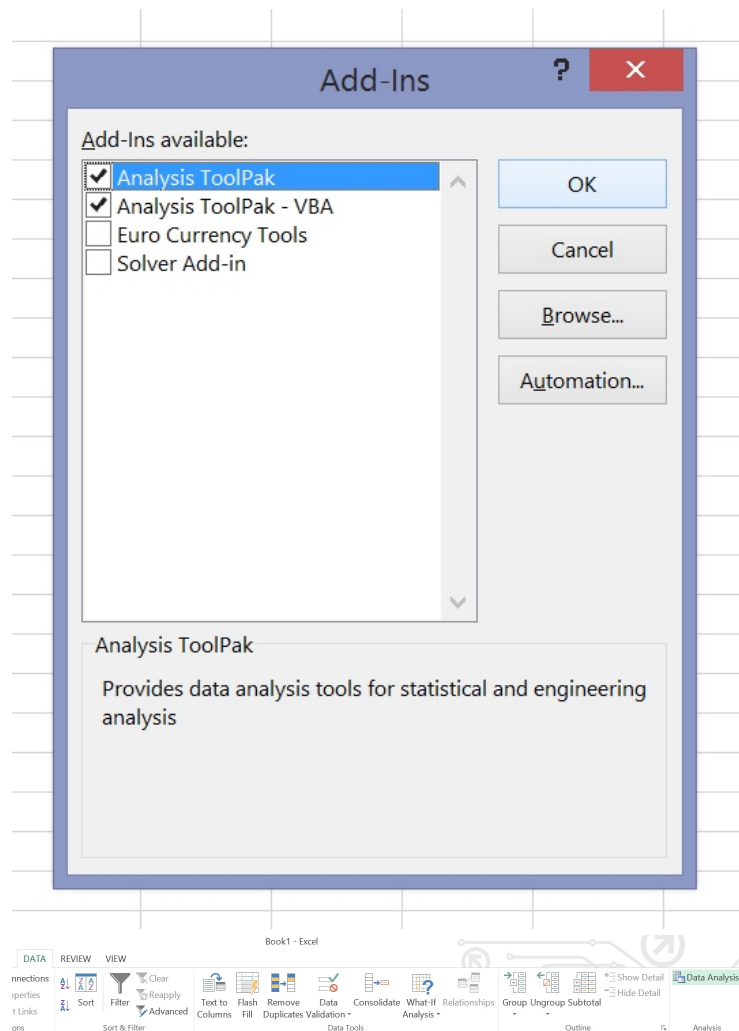 Add-Ins
?
Add-Ins available:
Analysis ToolPak
Analysis ToolPak - VBA
Euro Currency Tools
Solver Add-in
OK
Cancel
Browse...
Automation...
Analysis ToolPak
Provides data analysis tools for statistical and engineering
analysis
Book1 - Excel
DATA REVIEW VIEW
nnections
operties
t Links
ons
A Z
Z A
Z A A Z
Sort
Filter
Clear
Reapply
Advanced
Sort & Filter
Text to
Columns
Flash
Fill
Remove
Duplicates
Data
Validation
Consolidate
What-If
Analysis
Relationships
Data Tools
Group
Ungroup
Subtotal
Show Detail
Hide Detail
Outline
Data Analysis
Analysis